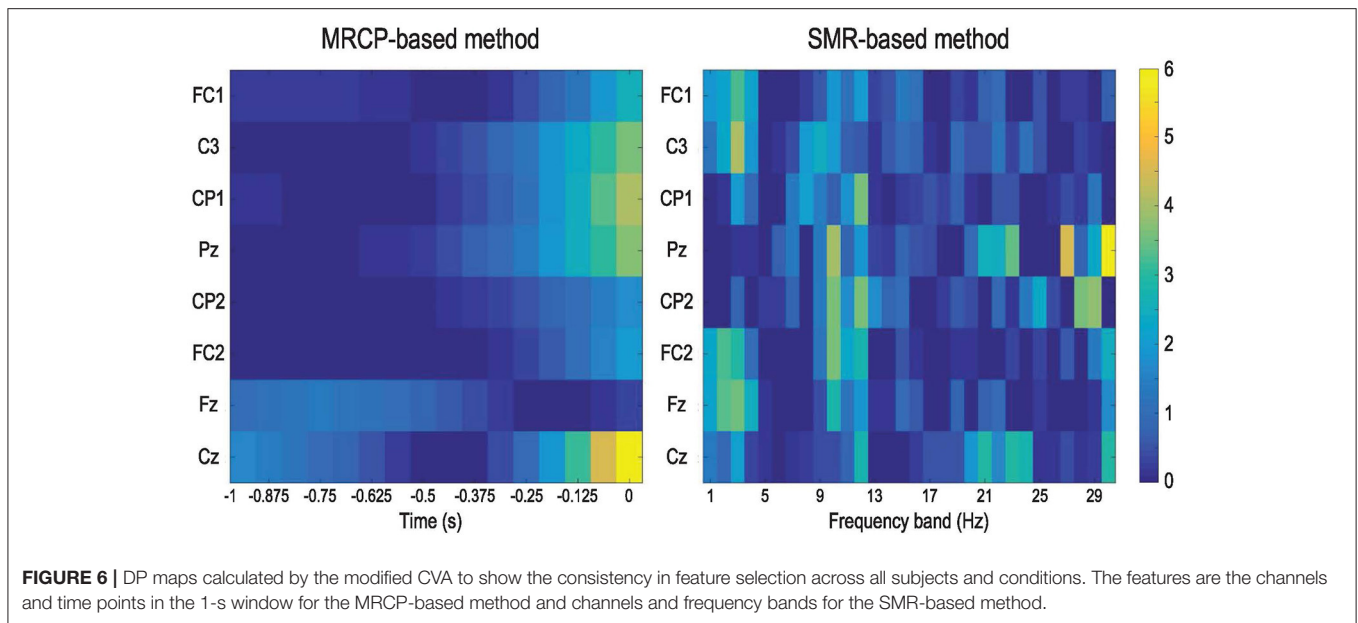 MRCP-based method
SMR-based method
FC1
C3
CP1
Pz
CP2
FC2
Fz
Cz
-1 -0.875 -0.75 -0.625 -0.5 -0.375 -0.25 -0.125 0
Time (s)
FC1
C3
CP1
Pz
CP2
FC2
Fz
Cz
1 5 9 13 17 21 25 29
Frequency band (Hz)
6
5
4
3
2
1
0
FIGURE 6 | DP maps calculated by the modified CVA to show the consistency in feature selection across all subjects and conditions. The features are the channels
and time points in the 1-s window for the MRCP-based method and channels and frequency bands for the SMR-based method.